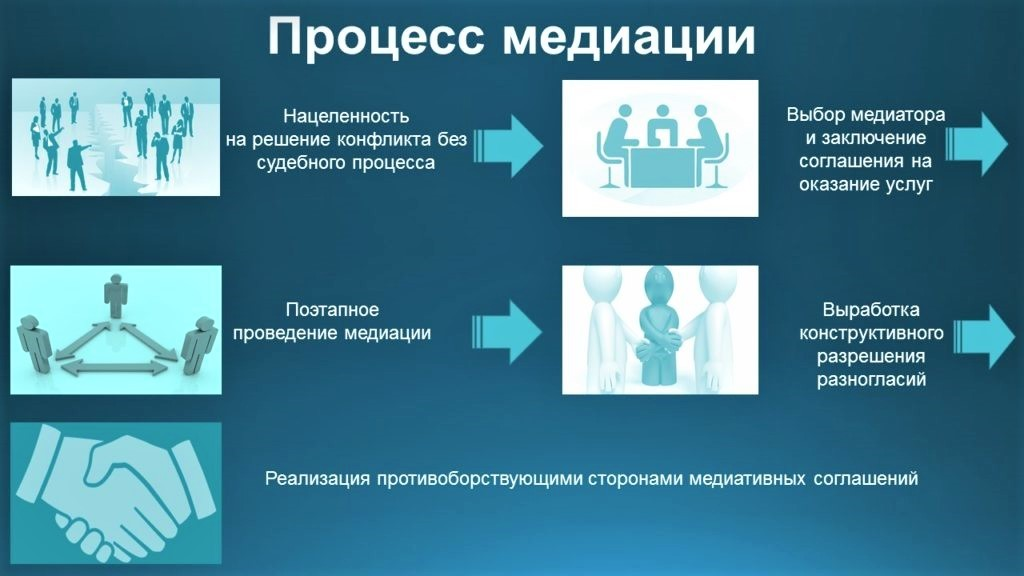 Процесс медиации
Нацеленность
на решение конфликта без
судебного процесса
Выбор медиатора
и заключение
соглашения на
оказание услуг
Поэтапное
проведение медиации
Выработка
конструктивного
разрешения
разногласий
Реализация противоборствующими сторонами медиативных соглашений